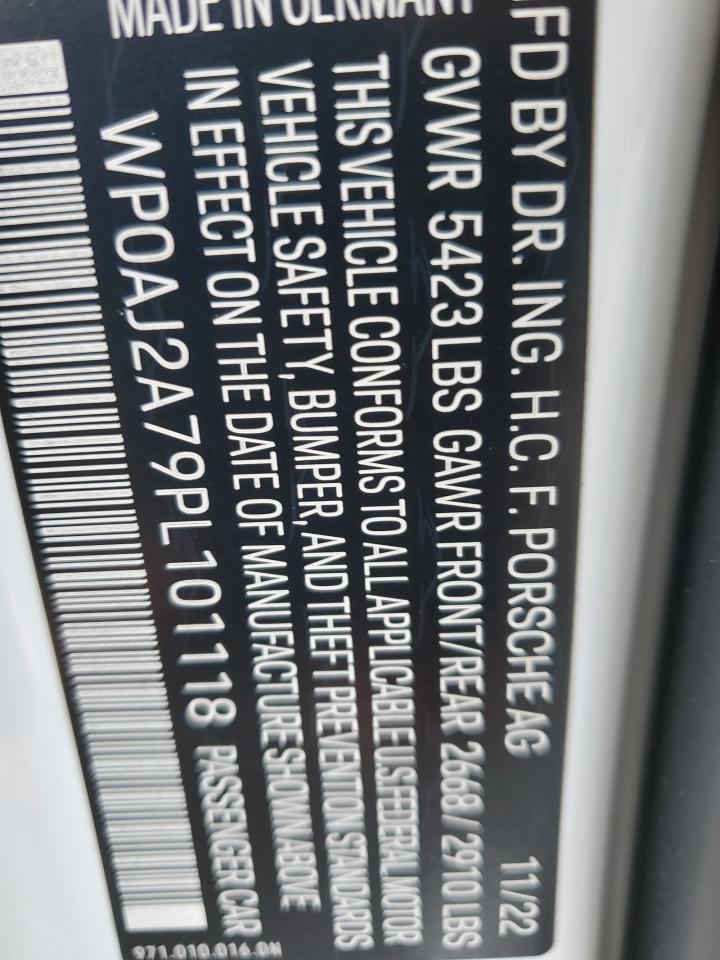 MADE IN GERMANY
MFD BY DR. ING. H.C. F. PORSCHE AG 11/22
GVWR 5423 LBS GAWR FRONT/REAR 2668 / 2910 LBS
THIS VEHICLE CONFORMS TO ALL APPLICABLE U.S. FEDERAL MOTOR
VEHICLE SAFETY, BUMPER, AND THEFT PREVENTION STANDARDS
IN EFFECT ON THE DATE OF MANUFACTURE SHOWN ABOVE
WP0AJ2A79PL101118 PASSENGER CAR
971.010.016.DN